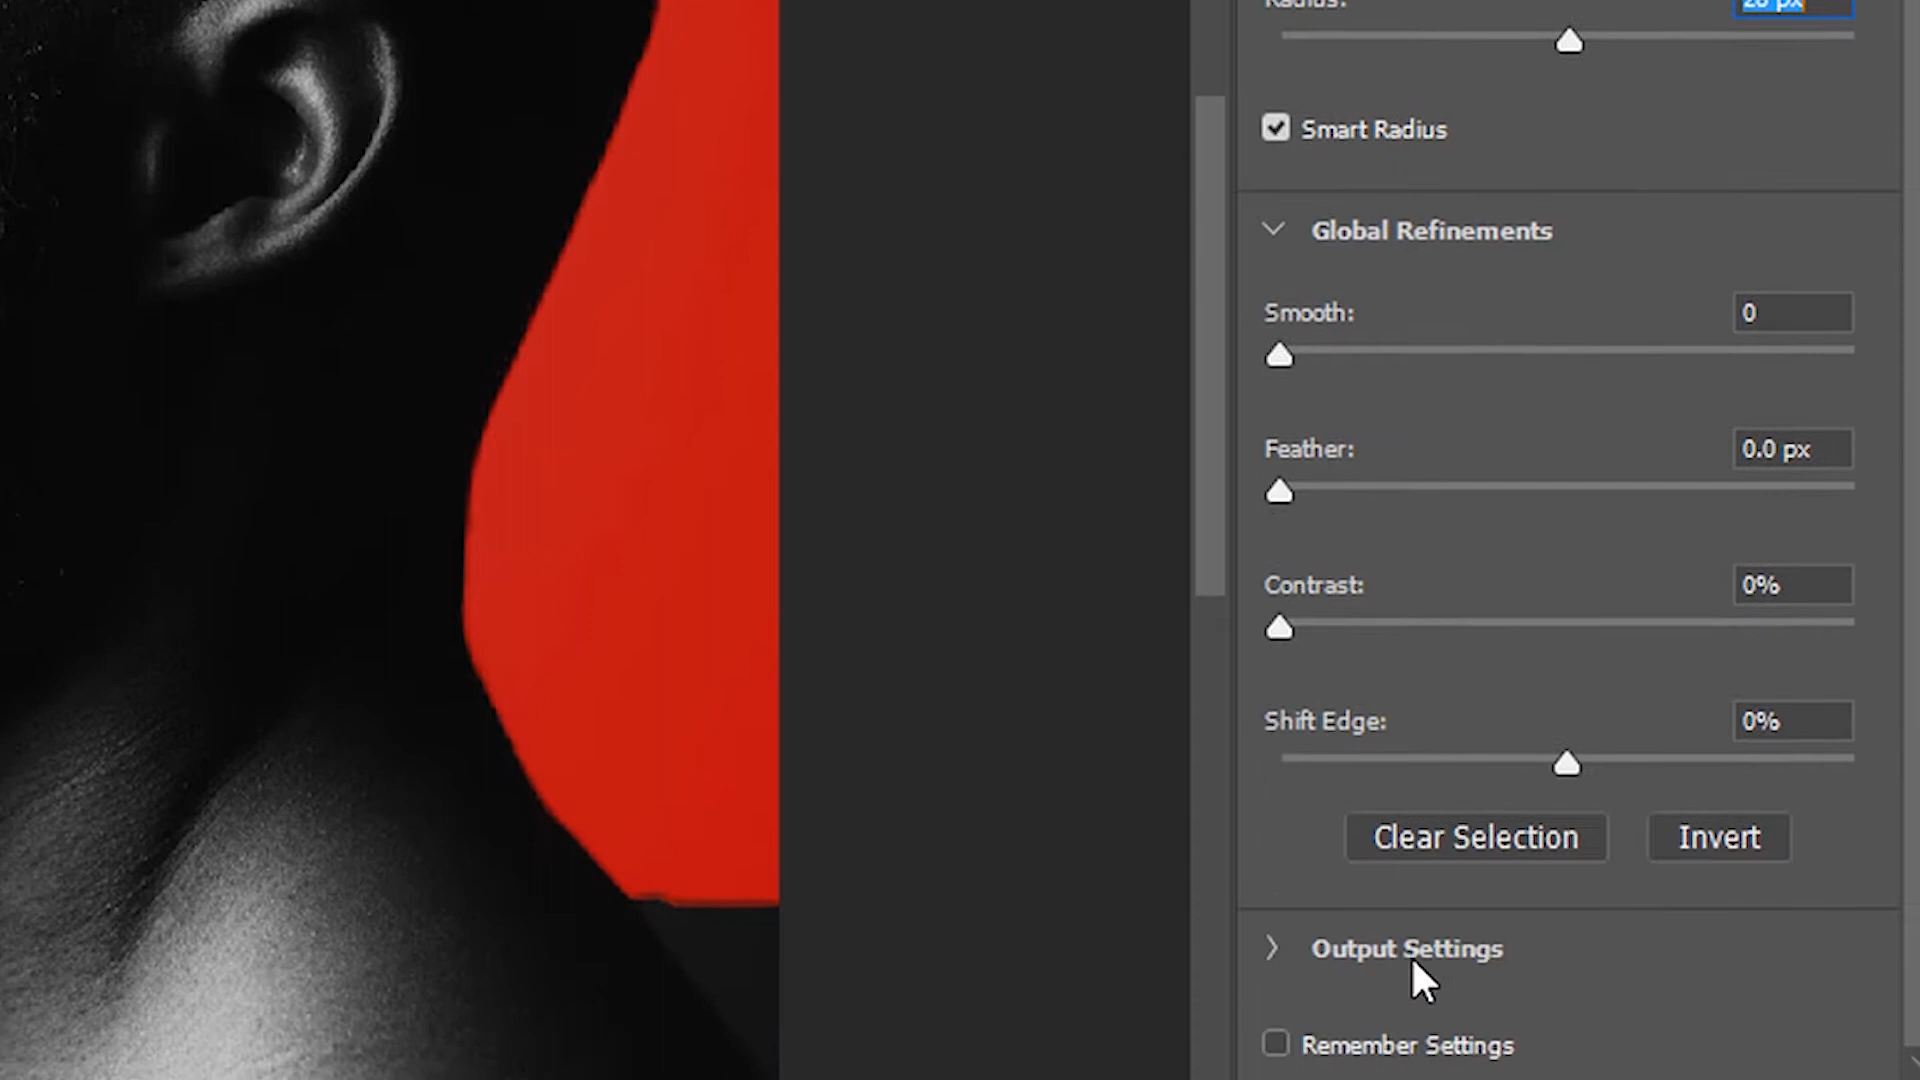 Radius:
Smart Radius
Global Refinements
Smooth:
0
Feather:
0.0 px
Contrast:
0%
Shift Edge:
0%
Clear Selection
Invert
Output Settings
Remember Settings